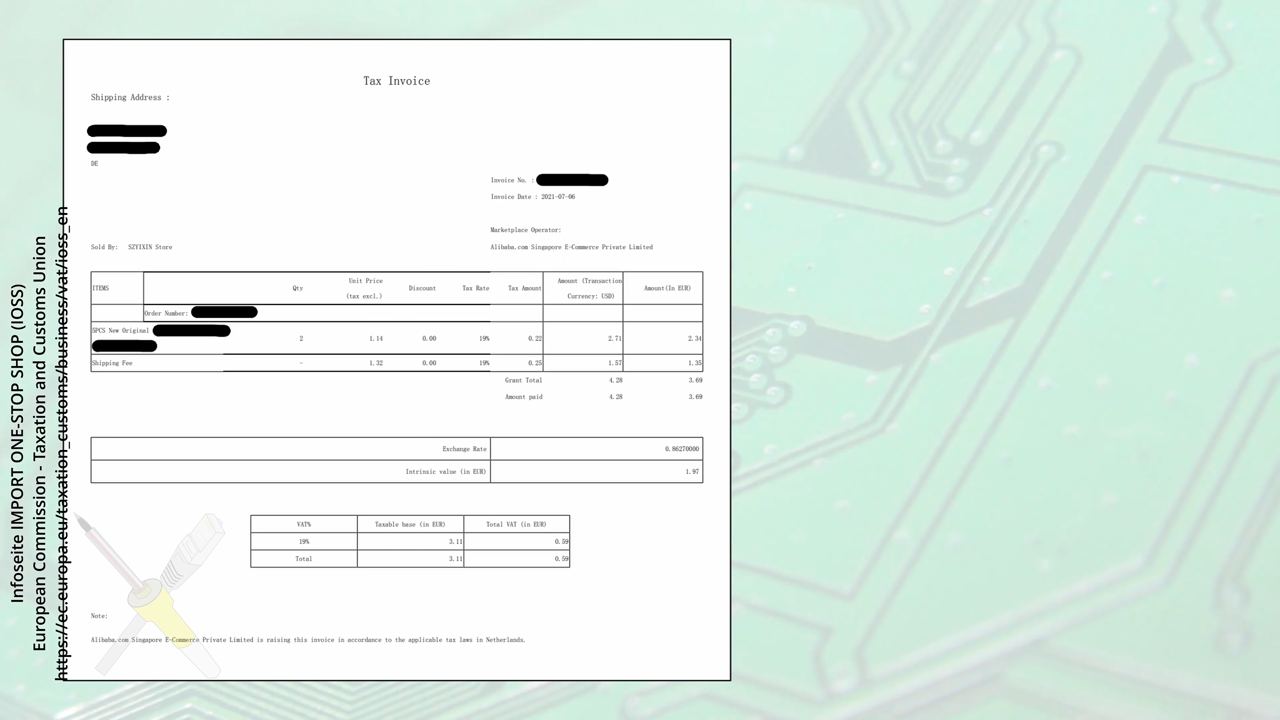 Infoseite IMPORT ONE-STOP SHOP (IOSS)
European Commission - Taxation and Customs Union
https://ec.europa.eu/taxation_customs/business/vat/ioss_en
Tax Invoice
Shipping Address :
DE
Invoice No. :
Invoice Date : 2021-07-06
Marketplace Operator:
Sold By: SZYIXIN Store
Alibaba.com Singapore E-Commerce Private Limited
ITEMS Qty Unit Price (tax excl.) Discount Tax Rate Tax Amount Amount (Transaction Currency: USD) Amount(In EUR)
Order Number:
5PCS New Original 2 1.14 0.00 19% 0.22 2.71 2.34
Shipping Fee - 1.32 0.00 19% 0.25 1.57 1.35
Grant Total 4.28 3.69
Amount paid 4.28 3.69
Exchange Rate 0.86270000
Intrinsic value (in EUR) 1.97
VAT% Taxable base (in EUR) Total VAT (in EUR)
19% 3.11 0.59
Total 3.11 0.59
Note:
Alibaba.com Singapore E-Commerce Private Limited is raising this invoice in accordance to the applicable tax laws in Netherlands.